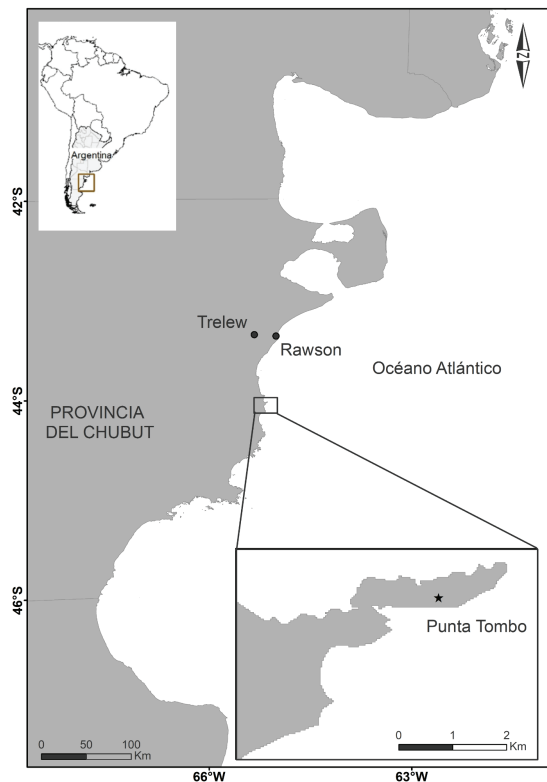 N
Argentina
42°S
Trelew
Rawson
Océano Atlántico
44°S
PROVINCIA
DEL CHUBUT
46°S
Punta Tombo
0 50 100
Km
0 1 2
Km
66°W 63°W